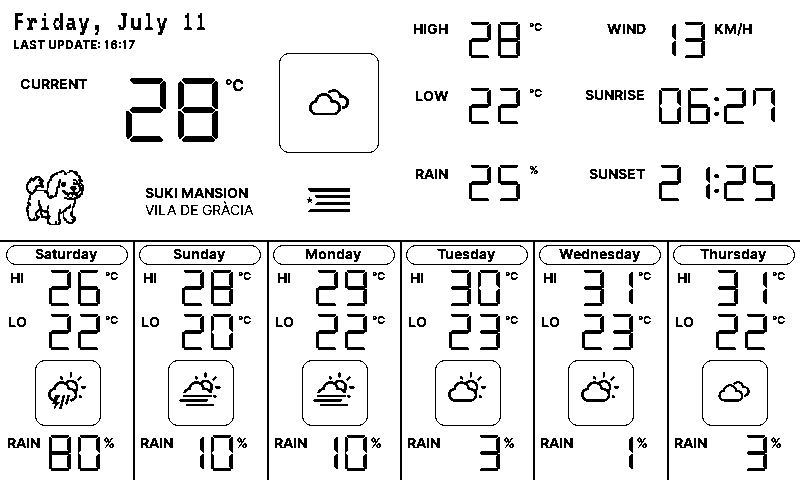 Friday, July 11
LAST UPDATE: 16:17
CURRENT 28 °C
HIGH 28 °C
LOW 22 °C
RAIN 25 %
WIND 13 KM/H
SUNRISE 06:27
SUNSET 21:25
SUKI MANSION
VILA DE GRÀCIA
Saturday
HI 26 °C
LO 22 °C
RAIN 80 %
Sunday
HI 28 °C
LO 20 °C
RAIN 10 %
Monday
HI 29 °C
LO 22 °C
RAIN 10 %
Tuesday
HI 30 °C
LO 23 °C
RAIN 3 %
Wednesday
HI 31 °C
LO 23 °C
RAIN 1 %
Thursday
HI 31 °C
LO 22 °C
RAIN 3 %